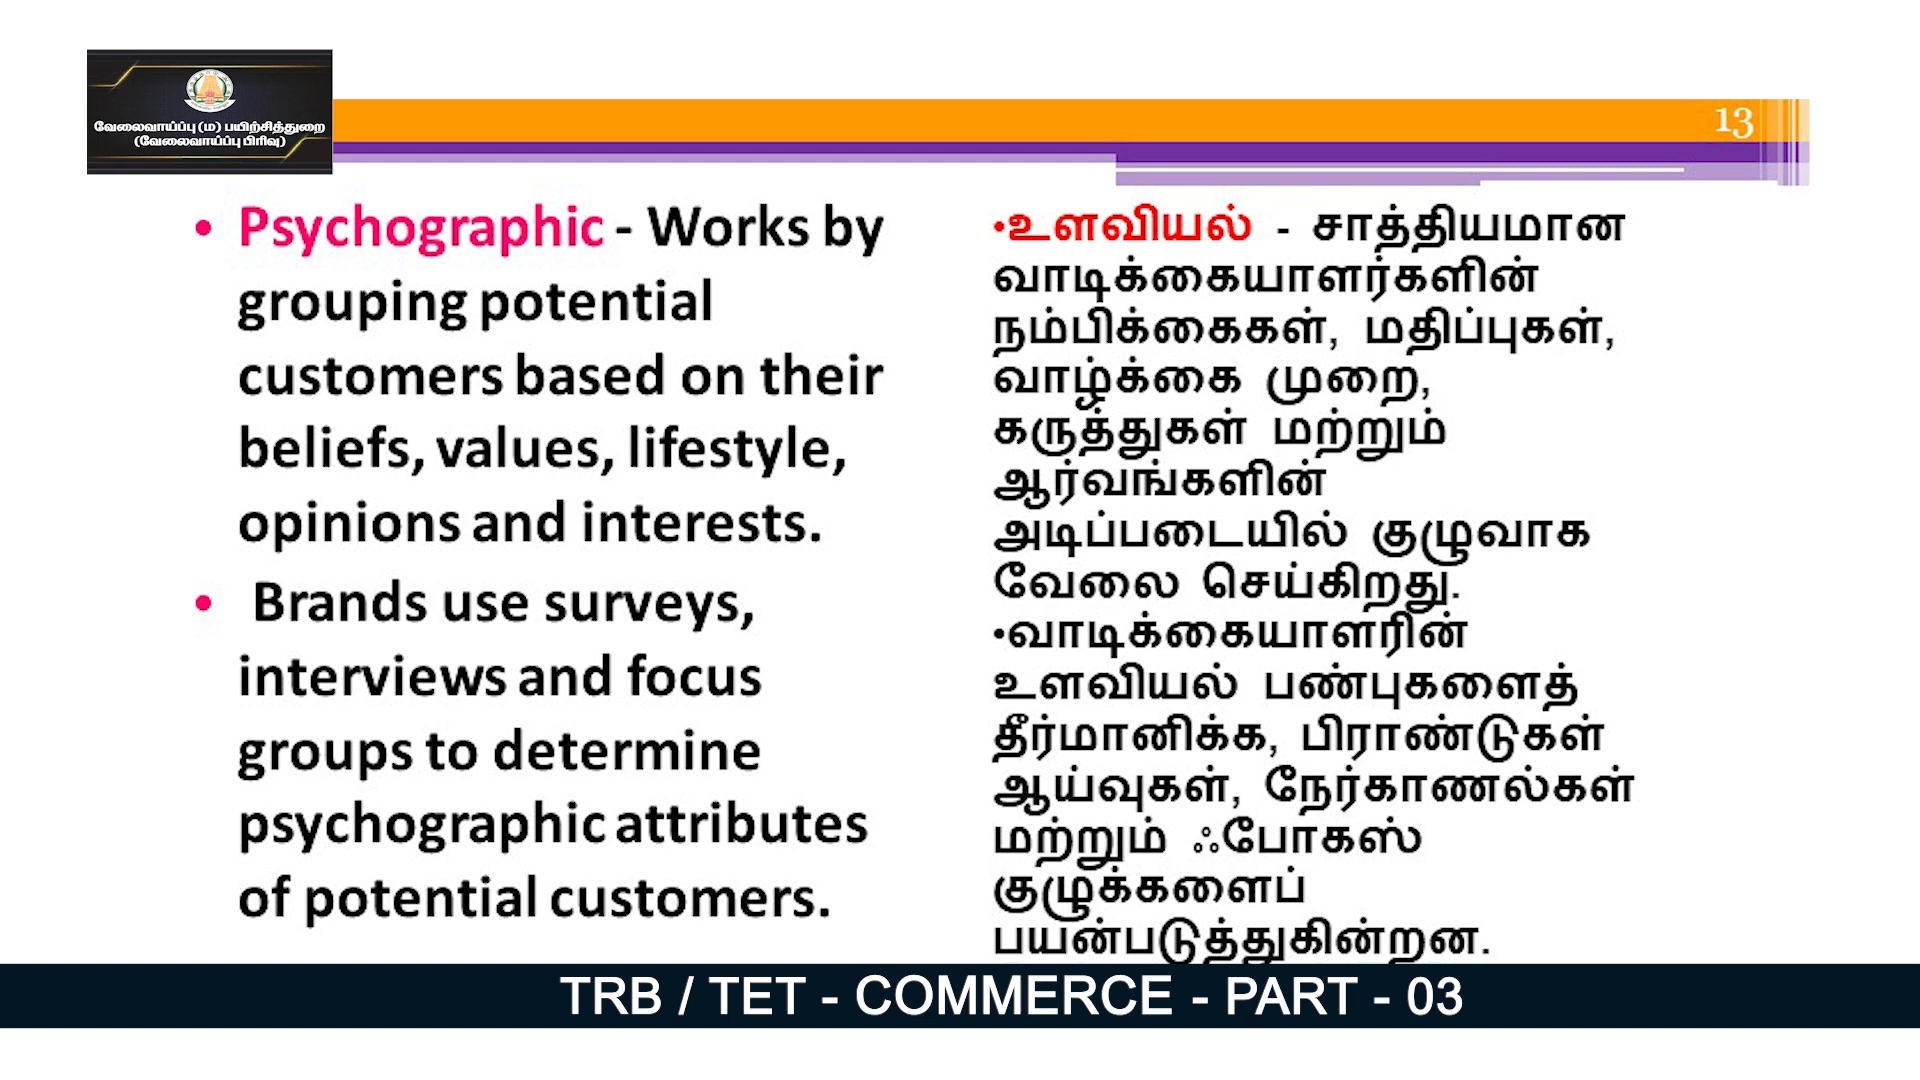 வேலைவாய்ப்பு (ம) பயிற்சித்துறை
(வேலைவாய்ப்பு பிரிவு)
13
• Psychographic - Works by
grouping potential
customers based on their
beliefs, values, lifestyle,
opinions and interests.
• Brands use surveys,
interviews and focus
groups to determine
psychographic attributes
of potential customers.
•உளவியல் - சாத்தியமான
வாடிக்கையாளர்களின்
நம்பிக்கைகள், மதிப்புகள்,
வாழ்க்கை முறை,
கருத்துகள் மற்றும்
ஆர்வங்களின்
அடிப்படையில் குழுவாக
வேலை செய்கிறது.
•வாடிக்கையாளரின்
உளவியல் பண்புகளைத்
தீர்மானிக்க, பிராண்டுகள்
ஆய்வுகள், நேர்காணல்கள்
மற்றும் ஃபோகஸ்
குழுக்களைப்
பயன்படுத்துகின்றன.
TRB / TET - COMMERCE - PART - 03